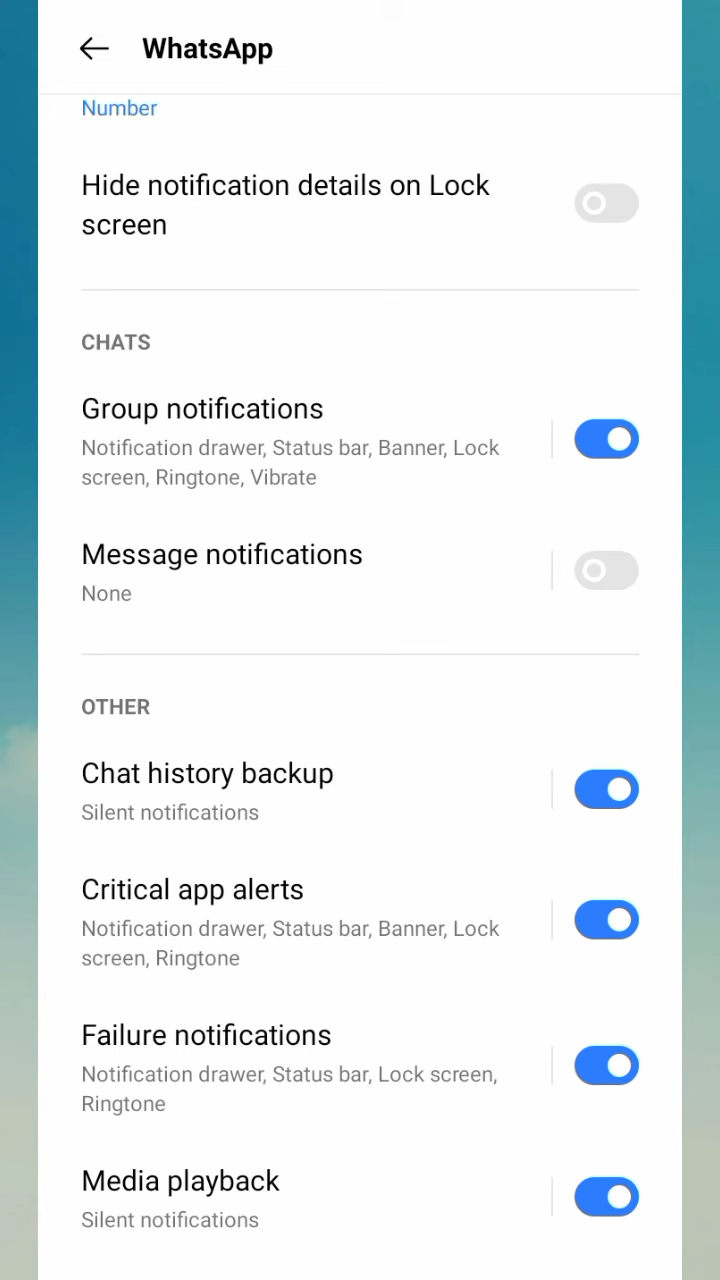 WhatsApp
Number
Hide notification details on Lock
screen
CHATS
Group notifications
Notification drawer, Status bar, Banner, Lock
screen, Ringtone, Vibrate
Message notifications
None
OTHER
Chat history backup
Silent notifications
Critical app alerts
Notification drawer, Status bar, Banner, Lock
screen, Ringtone
Failure notifications
Notification drawer, Status bar, Lock screen,
Ringtone
Media playback
Silent notifications